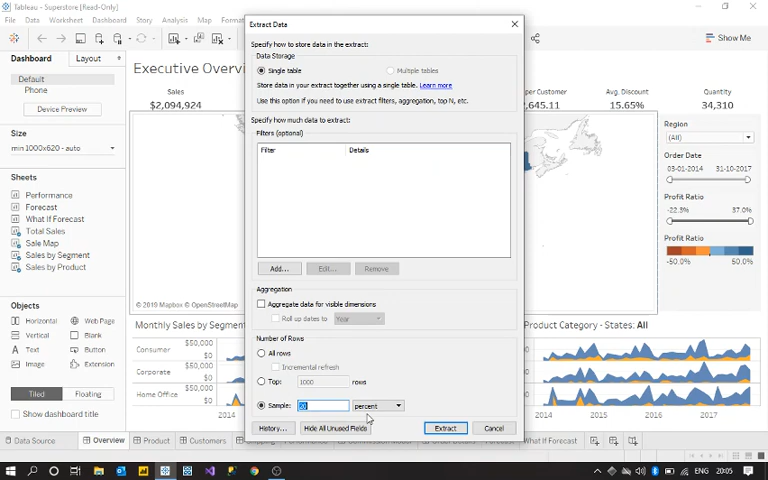 Tableau - Superstore [Read-Only]
File Data Worksheet Dashboard Story Analysis Map
Show Me
Dashboard Layout
Default
Phone
Device Preview
Size
min 1000x620 - auto
Sheets
Performance
Forecast
What If Forecast
Total Sales
Sale Map
Sales by Segment
Sales by Product
Objects
Horizontal Web Page
Vertical Blank
Text Button
Image Extension
Tiled Floating
Show dashboard title
Executive Overv
Sales
$2,094,924
Avg. Discount Quantity
15.65% 34,310
© 2019 Mapbox © OpenStreetMap
Monthly Sales by Segment
Consumer $50,000
$0
Corporate $50,000
$0
Home Office $50,000
$0
2014
Extract Data
Specify how to store data in the extract:
Data Storage
Single table Multiple tables
Store data in your extract together using a single table. Learn more
Use this option if you need to use extract filters, aggregation, top N, etc.
Specify how much data to extract:
Filters (optional)
Filter Details
Add... Edit... Remove
Aggregation
Aggregate data for visible dimensions
Roll up dates to Year
Number of Rows
All rows
Incremental refresh
Top: 1000 rows
Sample: percent
History... Hide All Unused Fields Extract Cancel
Region
(All)
Order Date
03-01-2014 31-10-2017
Profit Ratio
-22.3% 37.0%
Profit Ratio
-50.0% 50.0%
Product Category - States: All
2014 2015 2016 2017
Data Source Overview Product Customers
What If Forecast
ENG 20:05